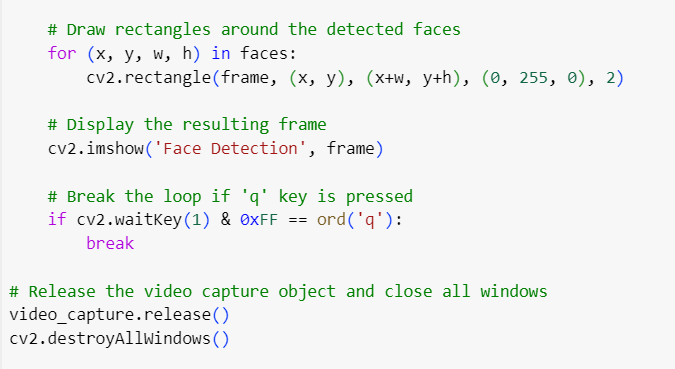 # Draw rectangles around the detected faces
for (x, y, w, h) in faces:
cv2.rectangle(frame, (x, y), (x+w, y+h), (0, 255, 0), 2)
# Display the resulting frame
cv2.imshow('Face Detection', frame)
# Break the loop if 'q' key is pressed
if cv2.waitKey(1) & 0xFF == ord('q'):
break
# Release the video capture object and close all windows
video_capture.release()
cv2.destroyAllWindows()